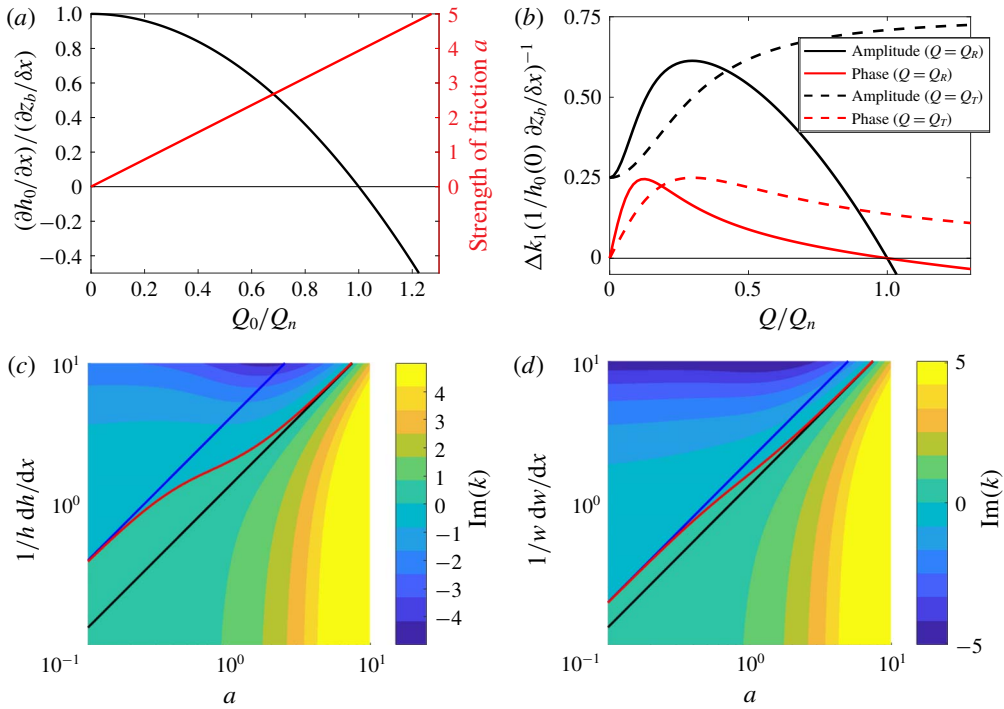 (a)
1.0
0.8
0.6
0.4
0.2
0
−0.2
−0.4
(∂h0/∂x)/(∂zb/δx)
0
0.2
0.4
0.6
0.8
1.0
1.2
Q0/Qn
5
4
3
2
1
0
Strength of friction a
(b)
0.75
0.50
0.25
0
Δk1(1/h0(0) ∂zb/δx)−1
0
0.5
1.0
Q/Qn
Amplitude (Q = QR)
Phase (Q = QR)
Amplitude (Q = QT)
Phase (Q = QT)
(c)
10^1
10^0
10^−1
1/h dh/dx
10^0
10^1
a
4
3
2
1
0
−1
−2
−3
−4
Im(k)
(d)
10^1
10^0
10^−1
1/w dw/dx
10^0
10^1
a
5
0
−5
Im(k)